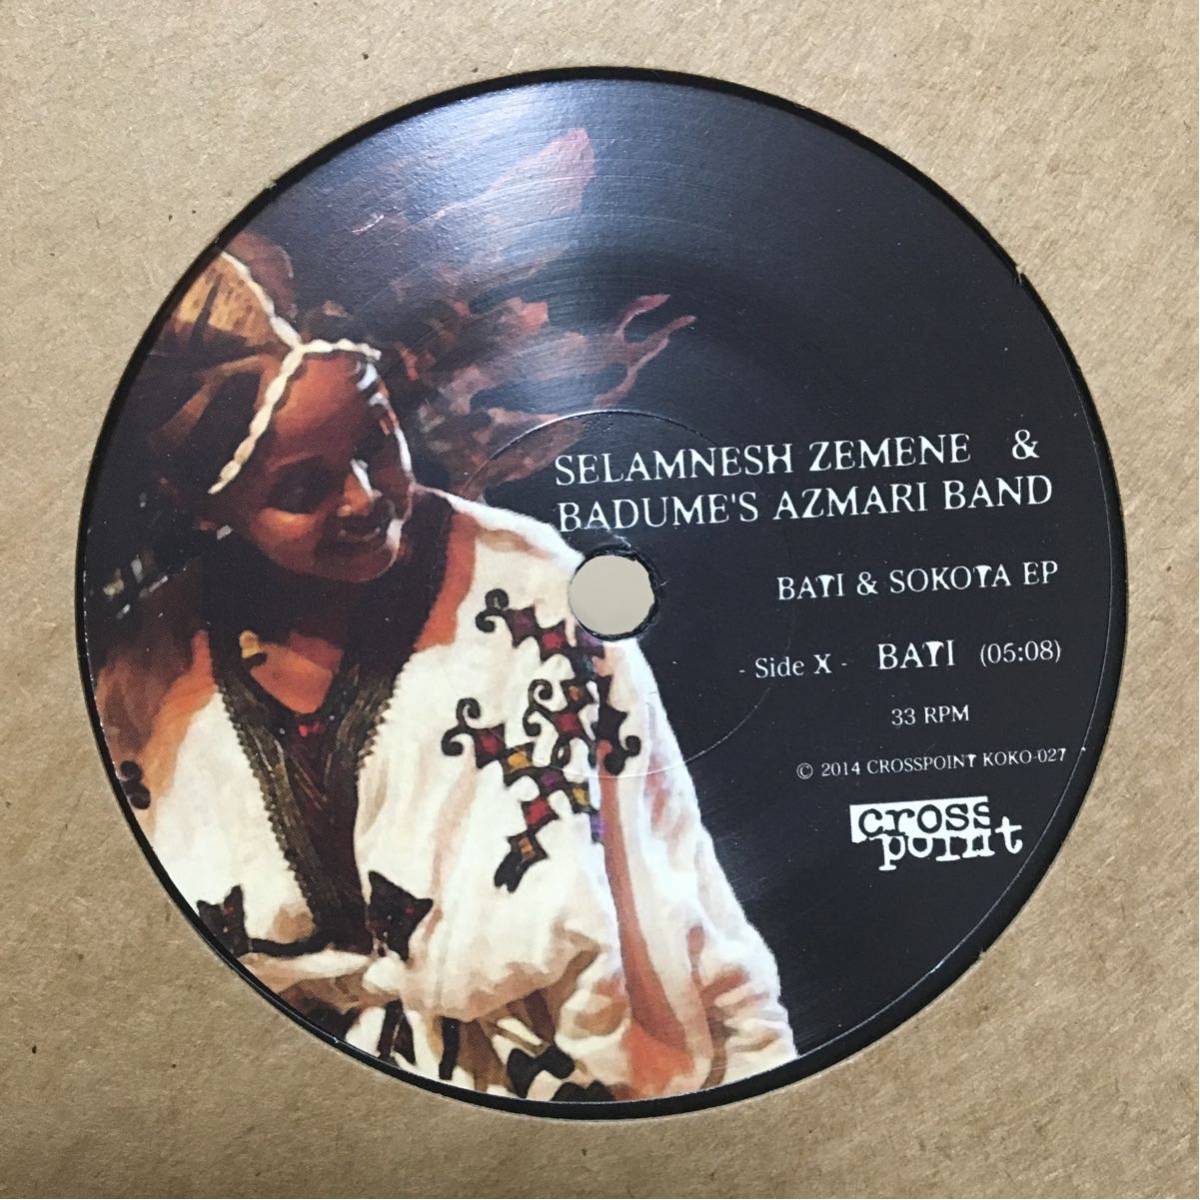 SELAMNESH ZEMENE &
BADUME'S AZMARI BAND
BATI & SOKOTA EP
- Side X - BATI (05:08)
33 RPM
© 2014 CROSSPOINT KOKO-027
cross
point